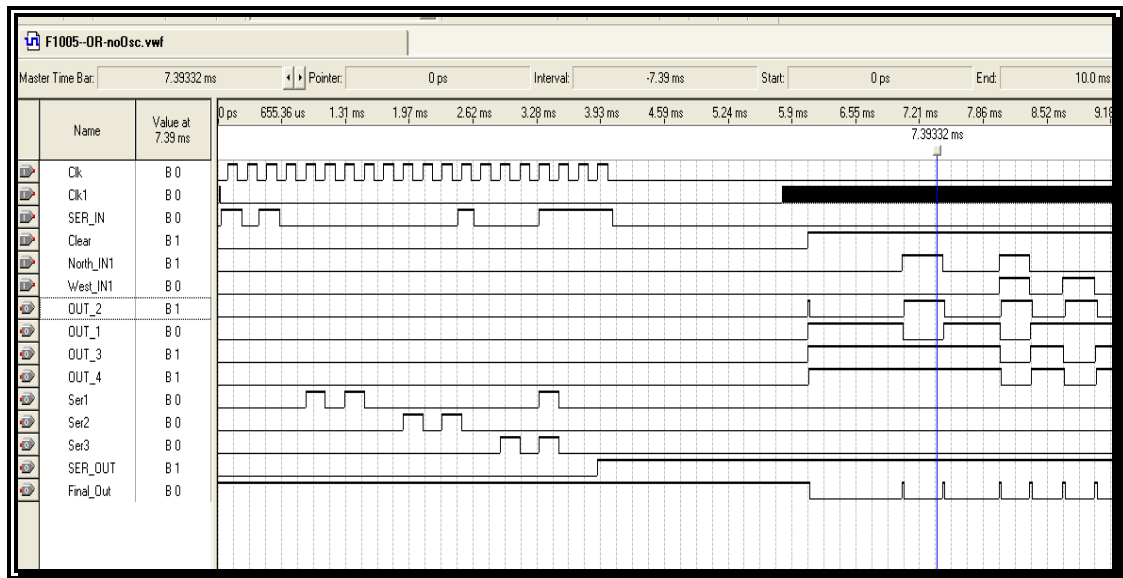 F1005--OR-noOsc.vwf
Master Time Bar: 7.39332 ms Pointer: 0 ps Interval: -7.39 ms Start: 0 ps End: 10.0 ms
Name Value at 7.39 ms 0 ps 655.36 us 1.31 ms 1.97 ms 2.62 ms 3.28 ms 3.93 ms 4.59 ms 5.24 ms 5.9 ms 6.55 ms 7.21 ms 7.86 ms 8.52 ms 9.18
7.39332 ms
Clk B 0
Clk1 B 0
SER_IN B 0
Clear B 1
North_IN1 B 1
West_IN1 B 0
OUT_2 B 1
OUT_1 B 0
OUT_3 B 1
OUT_4 B 1
Ser1 B 0
Ser2 B 0
Ser3 B 0
SER_OUT B 1
Final_Out B 0